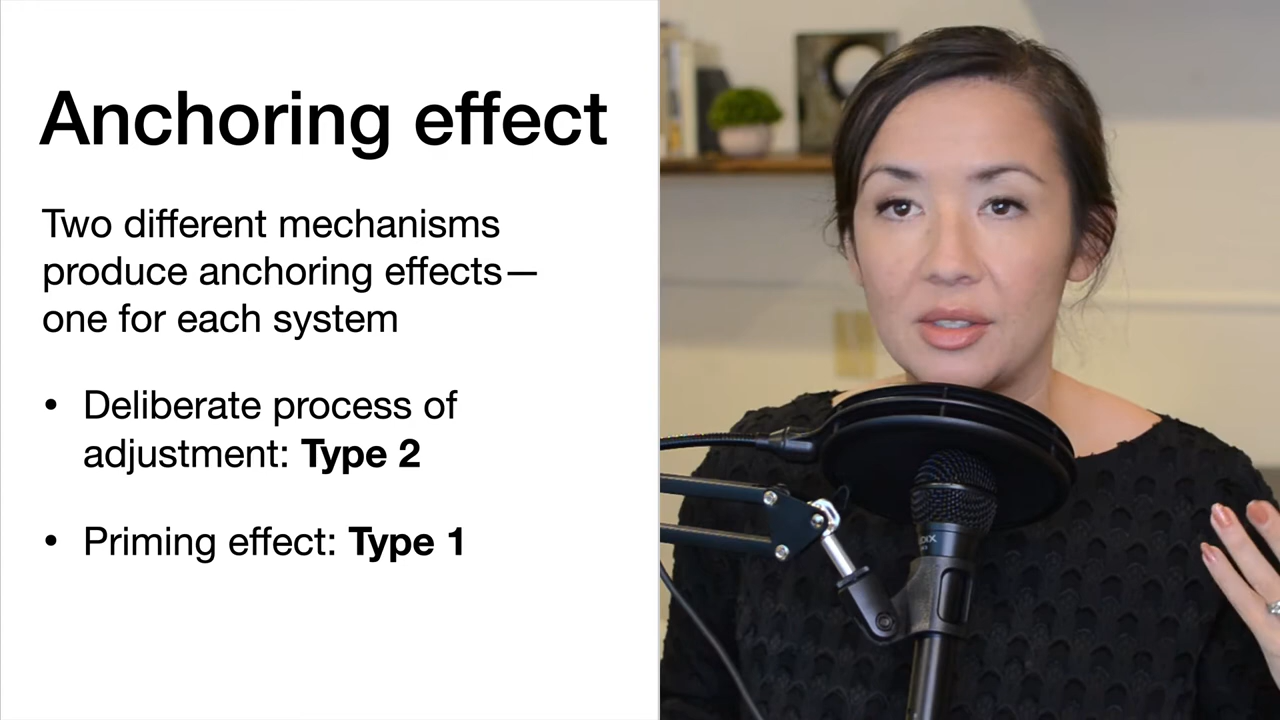 Anchoring effect
Two different mechanisms
produce anchoring effects—
one for each system
• Deliberate process of
adjustment: Type 2
• Priming effect: Type 1